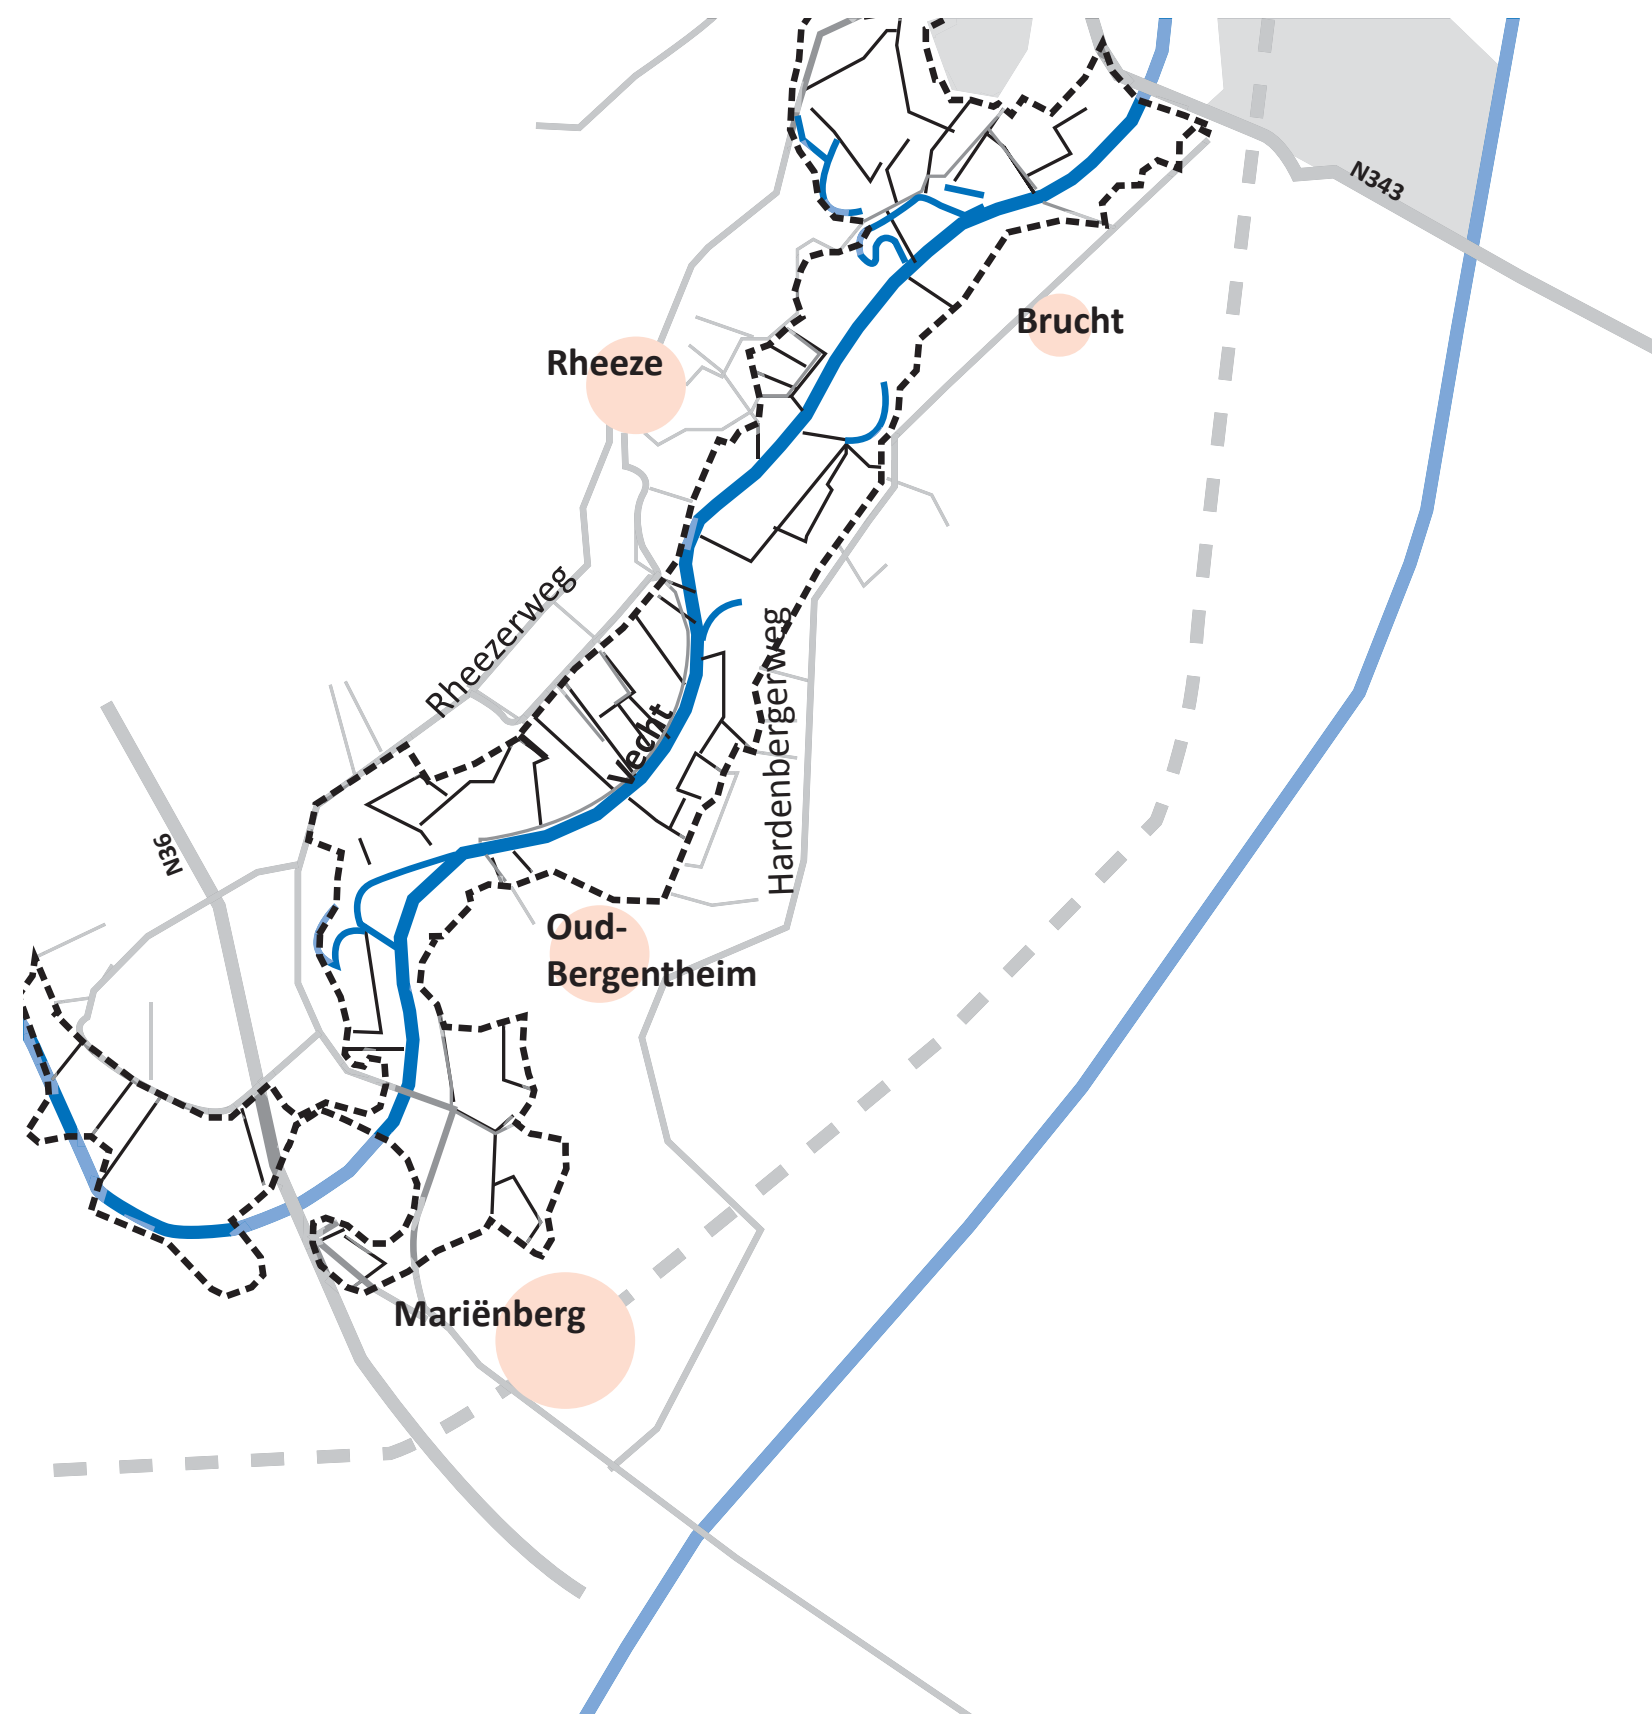 N343
Brucht
Rheeze
Rheezerweg
Hardenbergerweg
Vecht
N36
Oud-
Bergentheim
Mariënberg